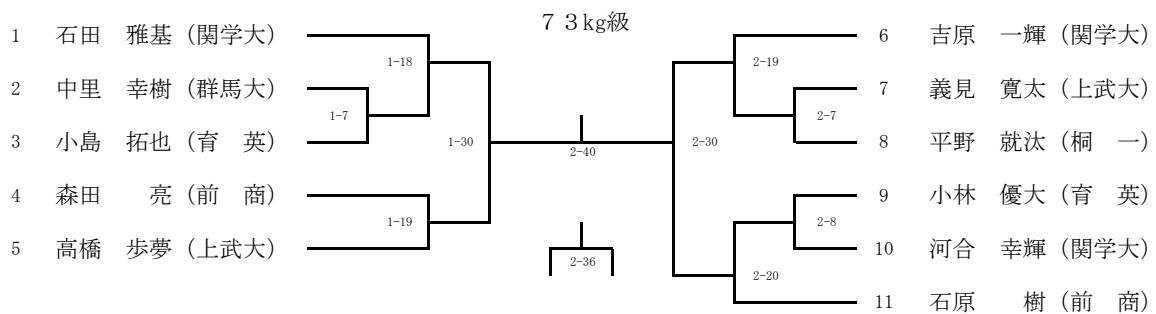 ７３kg級
1 石田　雅基（関学大）
1-18
2 中里　幸樹（群馬大）
1-7
3 小島　拓也（育　英）
1-30
4 森田　　亮（前　商）
1-19
5 高橋　歩夢（上武大）
2-40
2-36
6 吉原　一輝（関学大）
2-19
7 義見　寛太（上武大）
2-7
8 平野　就汰（桐　一）
2-30
9 小林　優大（育　英）
2-8
10 河合　幸輝（関学大）
2-20
11 石原　　樹（前　商）